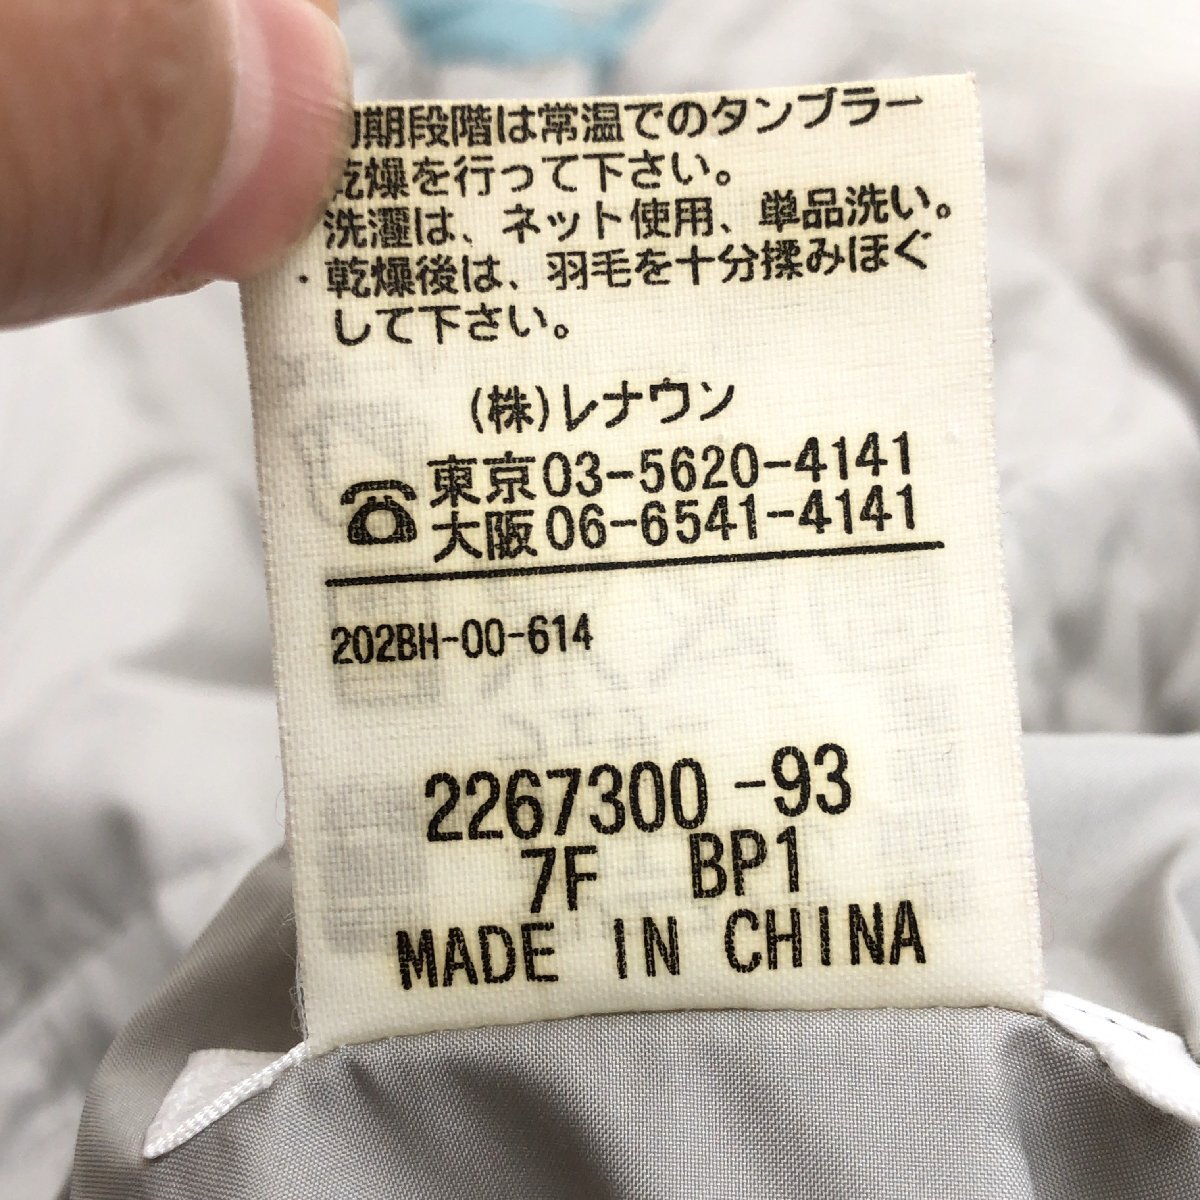 初期段階は常温でのタンブラー
乾燥を行って下さい。
洗濯は、ネット使用、単品洗い。
・乾燥後は、羽毛を十分揉みほぐ
して下さい。
(株)レナウン
☎東京03-5620-4141
大阪06-6541-4141
202BH-00-614
2267300 -93
7F BP1
MADE IN CHINA